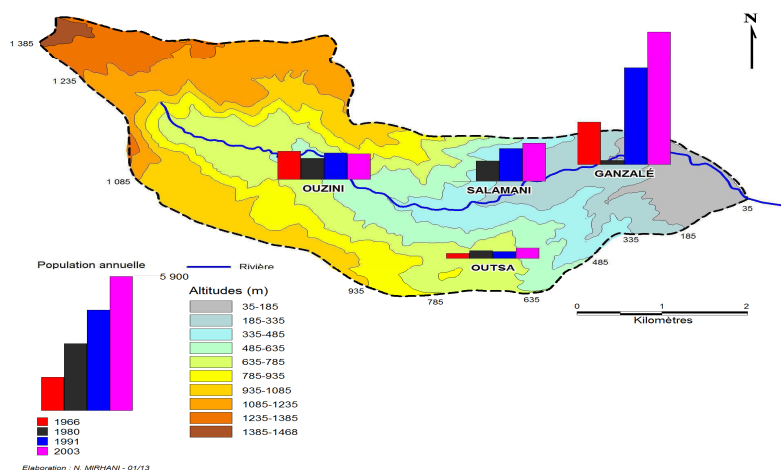 N
1 385
1 235
1 085
OUZINI
SALAMANI
GANZALÉ
OUTSA
35
185
335
485
635
785
935
Population annuelle
5 900
1966
1980
1991
2003
Rivière
Altitudes (m)
35-185
185-335
335-485
485-635
635-785
785-935
935-1085
1085-1235
1235-1385
1385-1468
0 1 2
Kilomètres
Elaboration : N. MIRHANI - 01/13